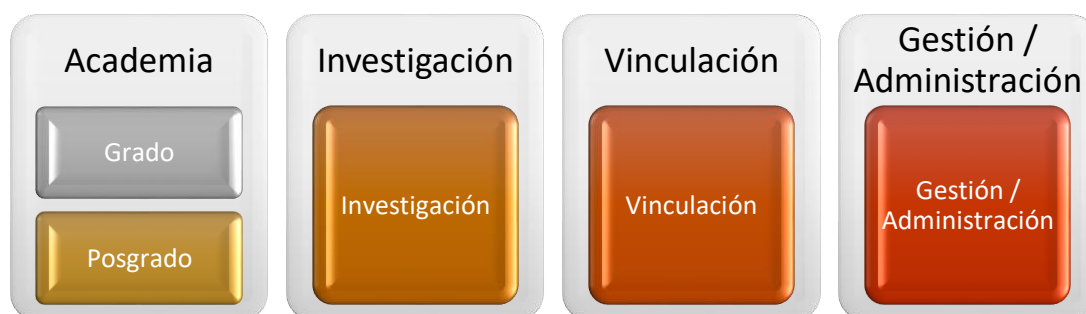 Academia
Grado
Posgrado
Investigación
Investigación
Vinculación
Vinculación
Gestión /
Administración
Gestión /
Administración